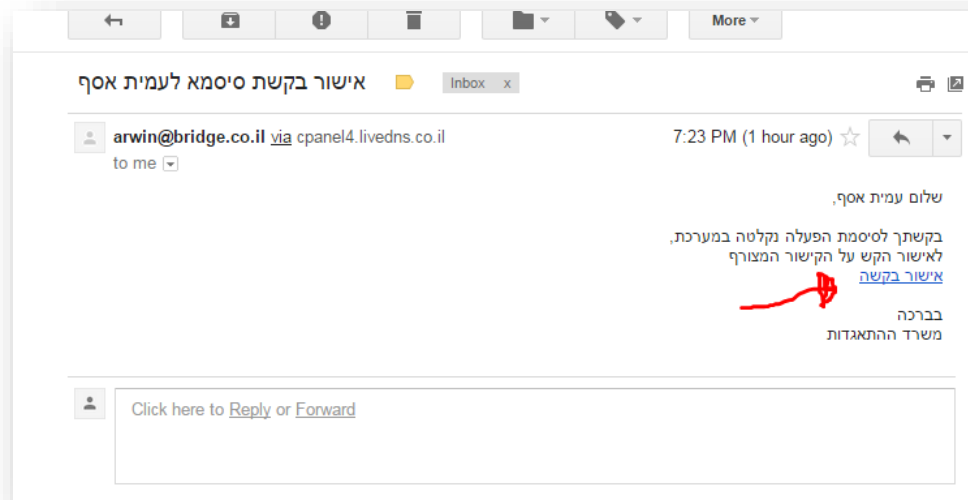 More
אישור בקשת סיסמא לעמית אסף
Inbox x
arwin@bridge.co.il via cpanel4.livedns.co.il
7:23 PM (1 hour ago)
to me
שלום עמית אסף,
בקשתך לסיסמת הפעלה נקלטה במערכת,
לאישור הקש על הקישור המצורף
אישור בקשה
בברכה
משרד ההתאגדות
Click here to Reply or Forward